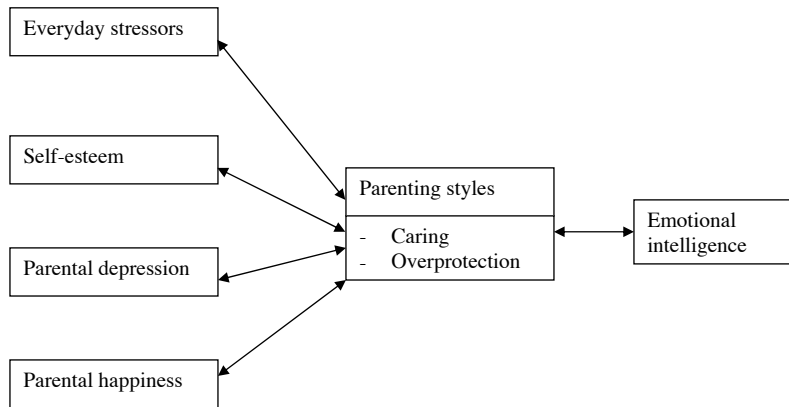 Everyday stressors
Self-esteem
Parental depression
Parental happiness
Parenting styles
- Caring
- Overprotection
Emotional
intelligence